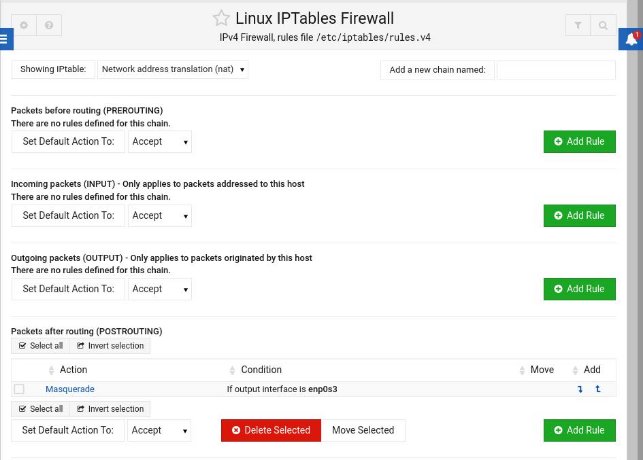 Linux IPTables Firewall
IPv4 Firewall, rules file /etc/iptables/rules.v4
1
Showing IPtable: Network address translation (nat) Add a new chain named:
Packets before routing (PREROUTING)
There are no rules defined for this chain.
Set Default Action To: Accept Add Rule
Incoming packets (INPUT) - Only applies to packets addressed to this host
There are no rules defined for this chain.
Set Default Action To: Accept Add Rule
Outgoing packets (OUTPUT) - Only applies to packets originated by this host
There are no rules defined for this chain.
Set Default Action To: Accept Add Rule
Packets after routing (POSTROUTING)
Select all Invert selection
Action Condition Move Add
Masquerade If output interface is enp0s3
Select all Invert selection
Set Default Action To: Accept Delete Selected Move Selected Add Rule